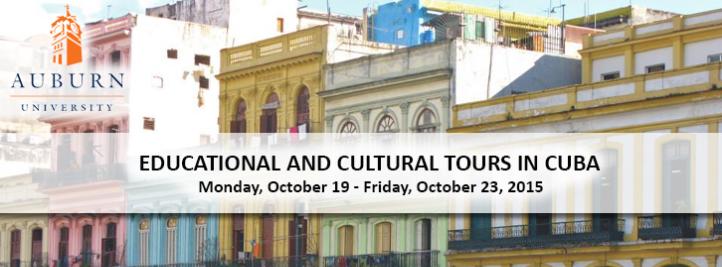 AUBURN
UNIVERSITY
EDUCATIONAL AND CULTURAL TOURS IN CUBA
Monday, October 19 - Friday, October 23, 2015